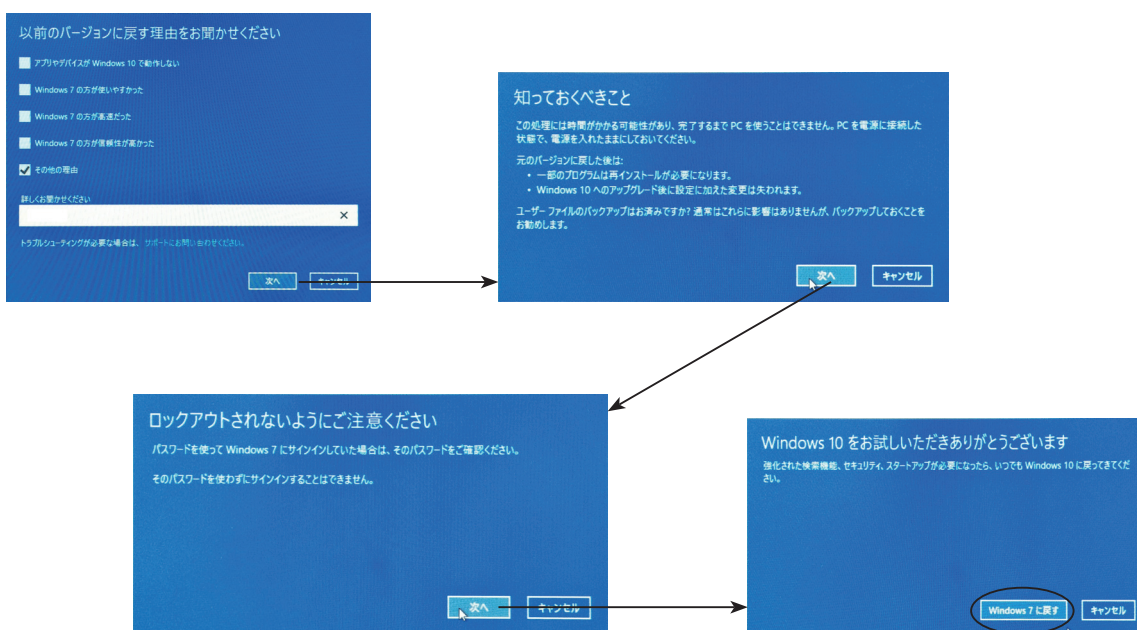 以前のバージョンに戻す理由をお聞かせください
アプリやデバイスが Windows 10 で動作しない
Windows 7 の方が使いやすかった
Windows 7 の方が高速だった
Windows 7 の方が信頼性が高かった
その他の理由
詳しくお聞かせください
×
トラブルシューティングが必要な場合は、サポートにお問い合わせください。
次へ キャンセル
知っておくべきこと
この処理には時間がかかる可能性があり、完了するまで PC を使うことはできません。PC を電源に接続した
状態で、電源を入れたままにしておいてください。
元のバージョンに戻した後は:
• 一部のプログラムは再インストールが必要になります。
• Windows 10 へのアップグレード後に設定に加えた変更は失われます。
ユーザー ファイルのバックアップはお済みですか? 通常はこれらに影響はありませんが、バックアップしておくことを
お勧めします。
次へ キャンセル
ロックアウトされないようにご注意ください
パスワードを使って Windows 7 にサインインしていた場合は、そのパスワードをご確認ください。
そのパスワードを使わずにサインインすることはできません。
次へ キャンセル
Windows 10 をお試しいただきありがとうございます
強化された検索機能、セキュリティ、スタートアップが必要になったら、いつでも Windows 10 に戻ってきてくだ
さい。
Windows 7 に戻す キャンセル